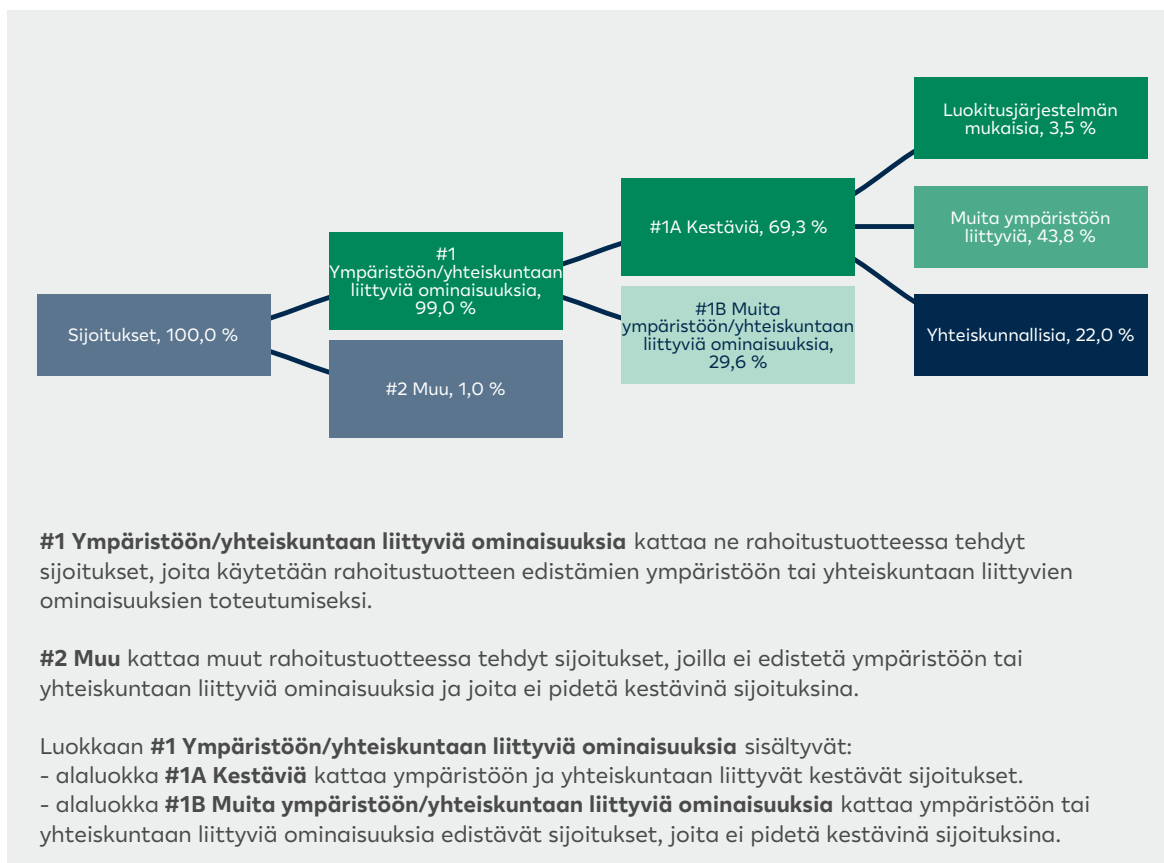 Sijoitukset, 100,0 %
#1
Ympäristöön/yhteiskuntaan
liittyviä ominaisuuksia,
99,0 %
#2 Muu, 1,0 %
#1A Kestäviä, 69,3 %
#1B Muita
ympäristöön/yhteiskuntaan
liittyviä ominaisuuksia,
29,6 %
Luokitusjärjestelmän
mukaisia, 3,5 %
Muita ympäristöön
liittyviä, 43,8 %
Yhteiskunnallisia, 22,0 %
#1 Ympäristöön/yhteiskuntaan liittyviä ominaisuuksia kattaa ne rahoitustuotteessa tehdyt
sijoitukset, joita käytetään rahoitustuotteen edistämien ympäristöön tai yhteiskuntaan liittyvien
ominaisuuksien toteutumiseksi.
#2 Muu kattaa muut rahoitustuotteessa tehdyt sijoitukset, joilla ei edistetä ympäristöön tai
yhteiskuntaan liittyviä ominaisuuksia ja joita ei pidetä kestävinä sijoituksina.
Luokkaan #1 Ympäristöön/yhteiskuntaan liittyviä ominaisuuksia sisältyvät:
- alaluokka #1A Kestäviä kattaa ympäristöön ja yhteiskuntaan liittyvät kestävät sijoitukset.
- alaluokka #1B Muita ympäristöön/yhteiskuntaan liittyviä ominaisuuksia kattaa ympäristöön tai
yhteiskuntaan liittyviä ominaisuuksia edistävät sijoitukset, joita ei pidetä kestävinä sijoituksina.